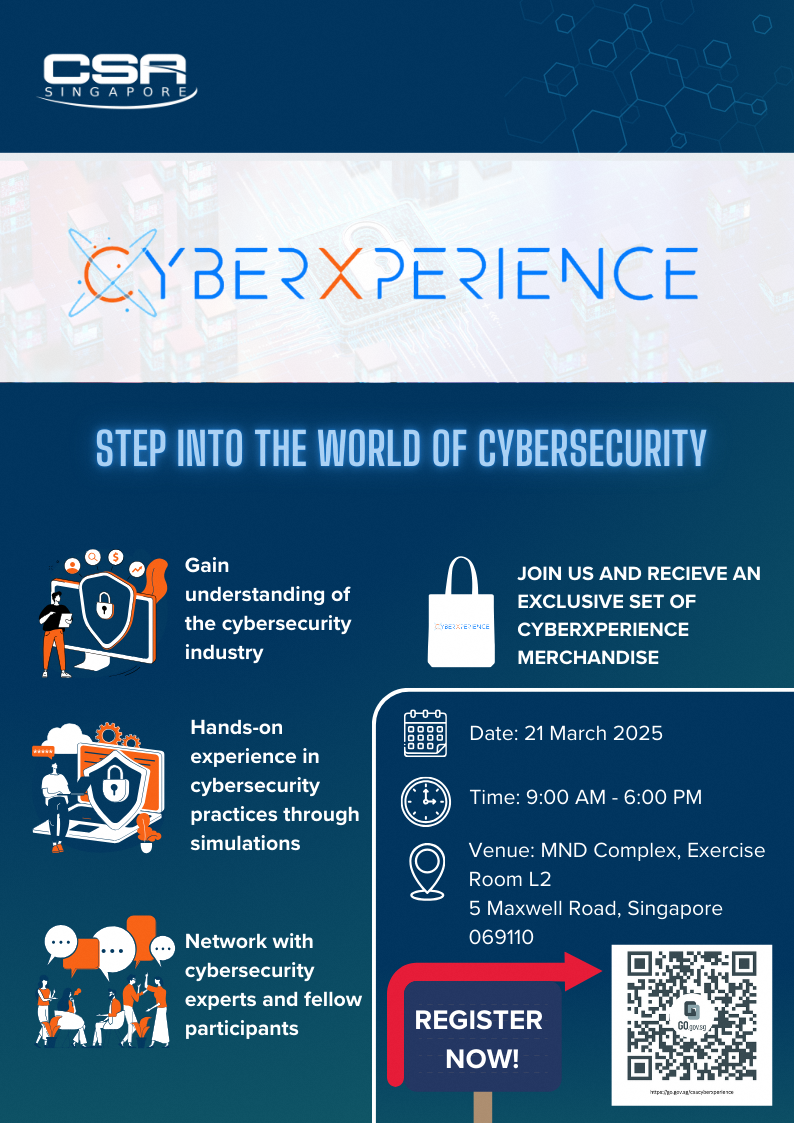 CSA
SINGAPORE
CYBERXPERIENCE
STEP INTO THE WORLD OF CYBERSECURITY
Gain
understanding of
the cybersecurity
industry
CYBERXPERIENCE
JOIN US AND RECIEVE AN
EXCLUSIVE SET OF
CYBERXPERIENCE
MERCHANDISE
Hands-on
experience in
cybersecurity
practices through
simulations
Network with
cybersecurity
experts and fellow
participants
Date: 21 March 2025
Time: 9:00 AM - 6:00 PM
Venue: MND Complex, Exercise
Room L2
5 Maxwell Road, Singapore
069110
REGISTER
NOW!
GO.gov.sg
https://go.gov.sg/csacyberxperience